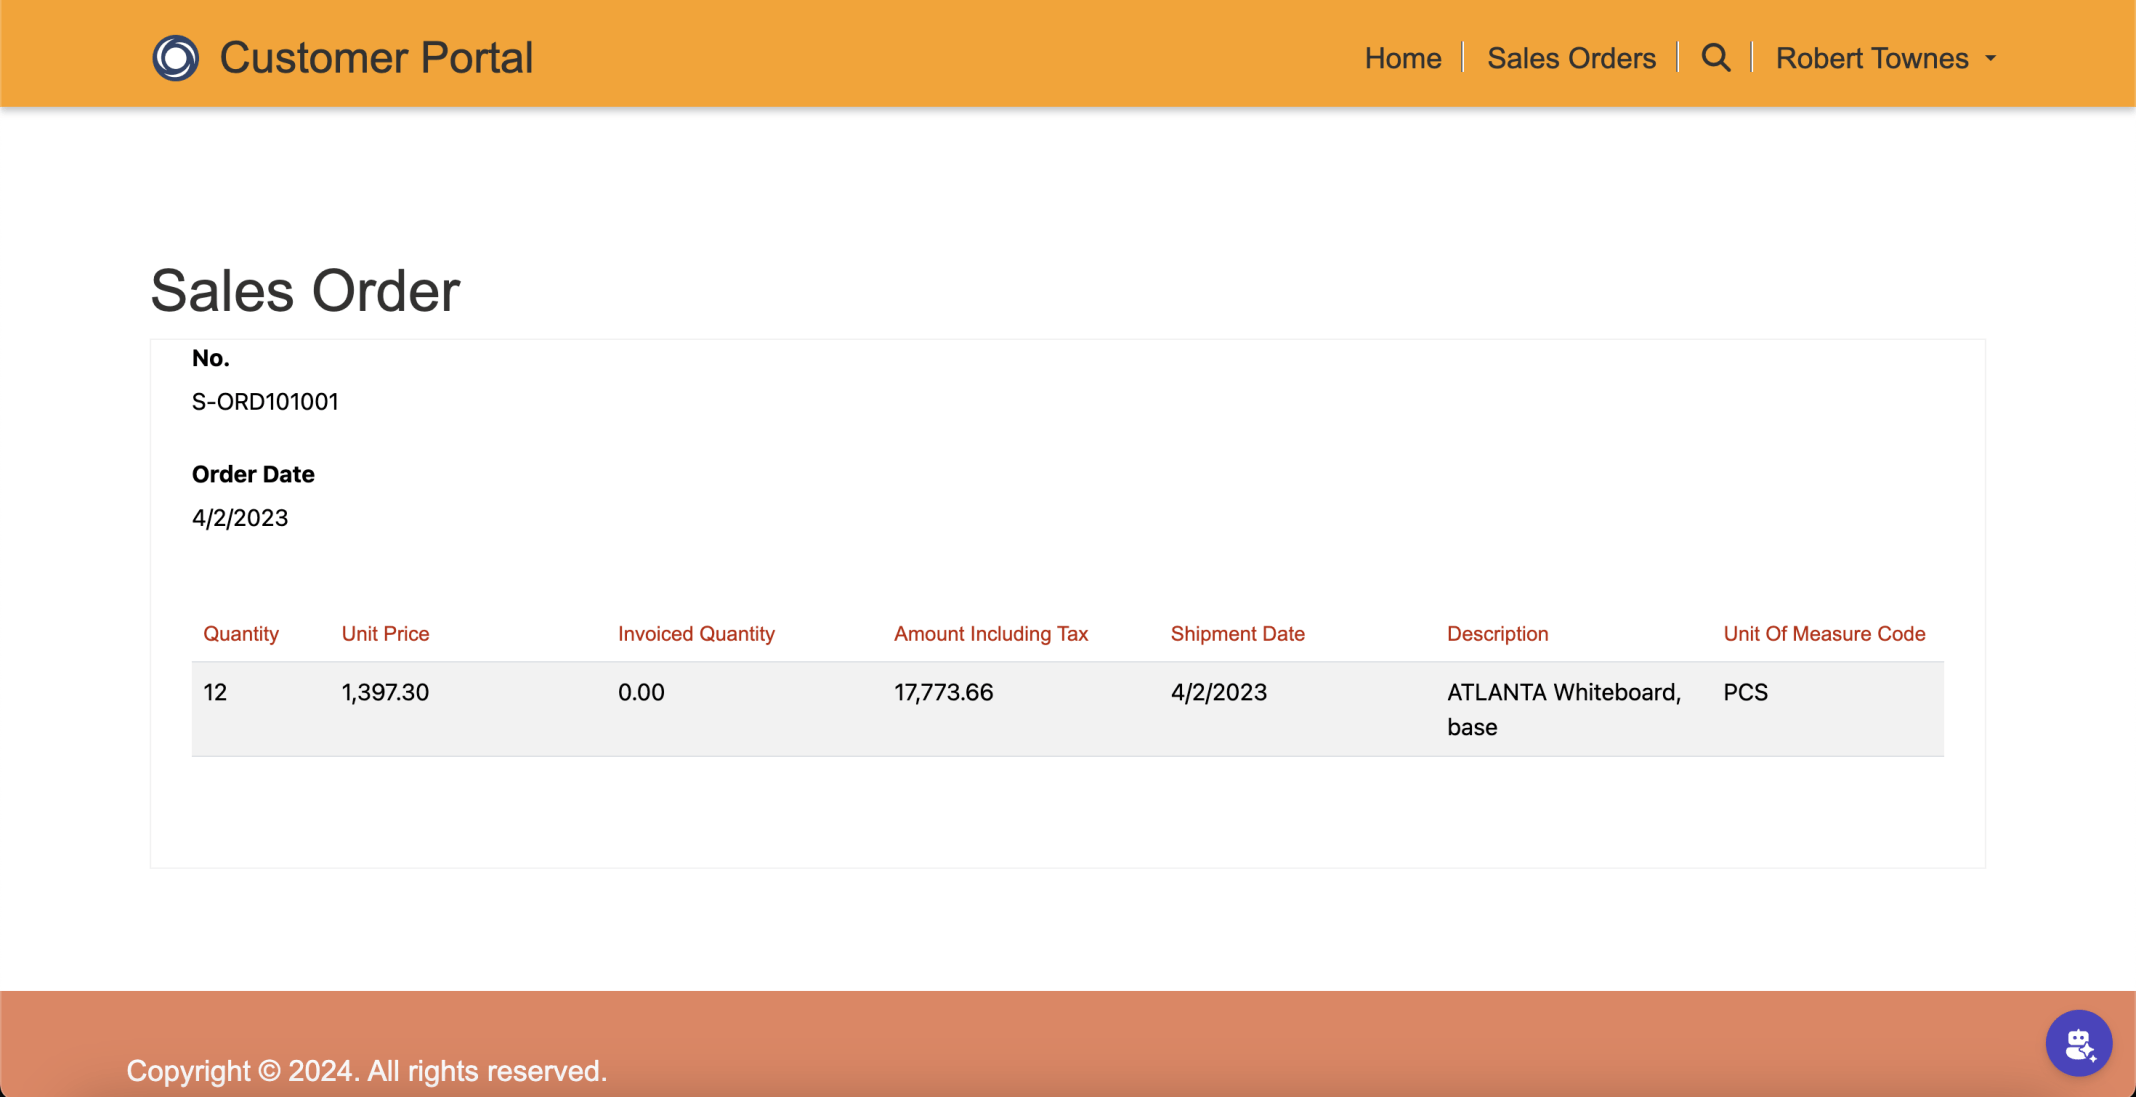 Customer Portal
Home
Sales Orders
Robert Townes
Sales Order
No.
S-ORD101001
Order Date
4/2/2023
Quantity Unit Price Invoiced Quantity Amount Including Tax Shipment Date Description Unit Of Measure Code
12 1,397.30 0.00 17,773.66 4/2/2023 ATLANTA Whiteboard, PCS
base
Copyright © 2024. All rights reserved.